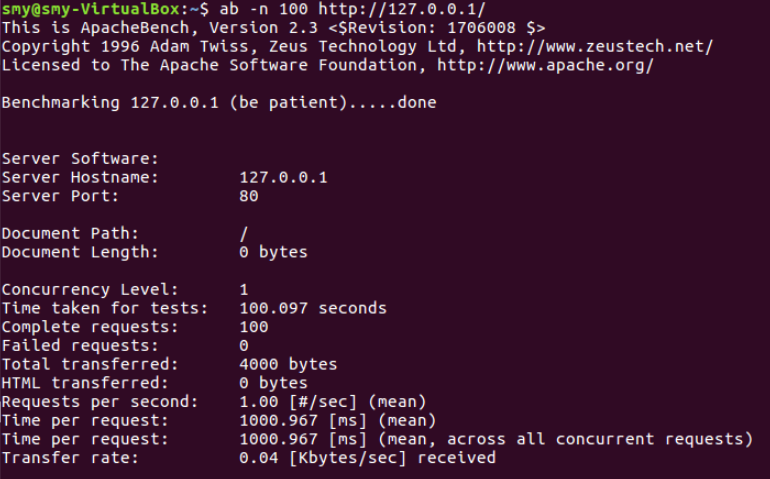 smy@smy-VirtualBox:~$ ab -n 100 http://127.0.0.1/
This is ApacheBench, Version 2.3 <$Revision: 1706008 $>
Copyright 1996 Adam Twiss, Zeus Technology Ltd, http://www.zeustech.net/
Licensed to The Apache Software Foundation, http://www.apache.org/

Benchmarking 127.0.0.1 (be patient).....done


Server Software:
Server Hostname:        127.0.0.1
Server Port:            80

Document Path:          /
Document Length:        0 bytes

Concurrency Level:      1
Time taken for tests:   100.097 seconds
Complete requests:      100
Failed requests:        0
Total transferred:      4000 bytes
HTML transferred:       0 bytes
Requests per second:    1.00 [#/sec] (mean)
Time per request:       1000.967 [ms] (mean)
Time per request:       1000.967 [ms] (mean, across all concurrent requests)
Transfer rate:          0.04 [Kbytes/sec] received